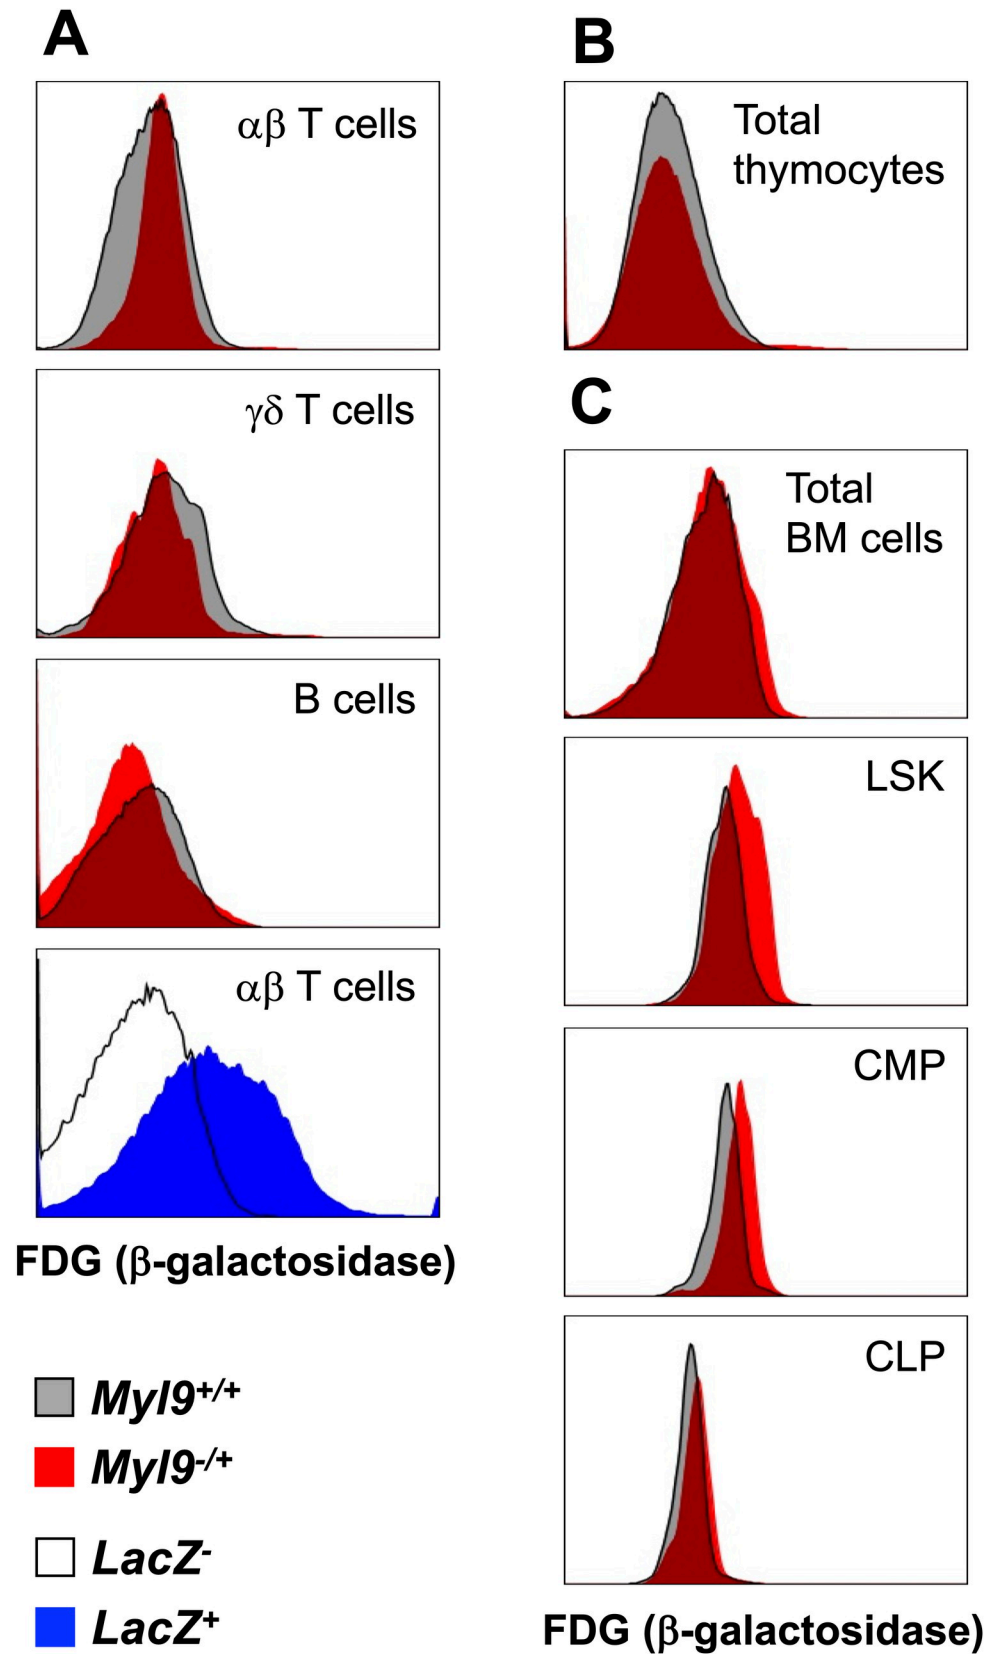 A
αβ T cells
γδ T cells
B cells
αβ T cells
FDG (β-galactosidase)
Myl9+/+
Myl9-/+
LacZ-
LacZ+
B
Total
thymocytes
C
Total
BM cells
LSK
CMP
CLP
FDG (β-galactosidase)